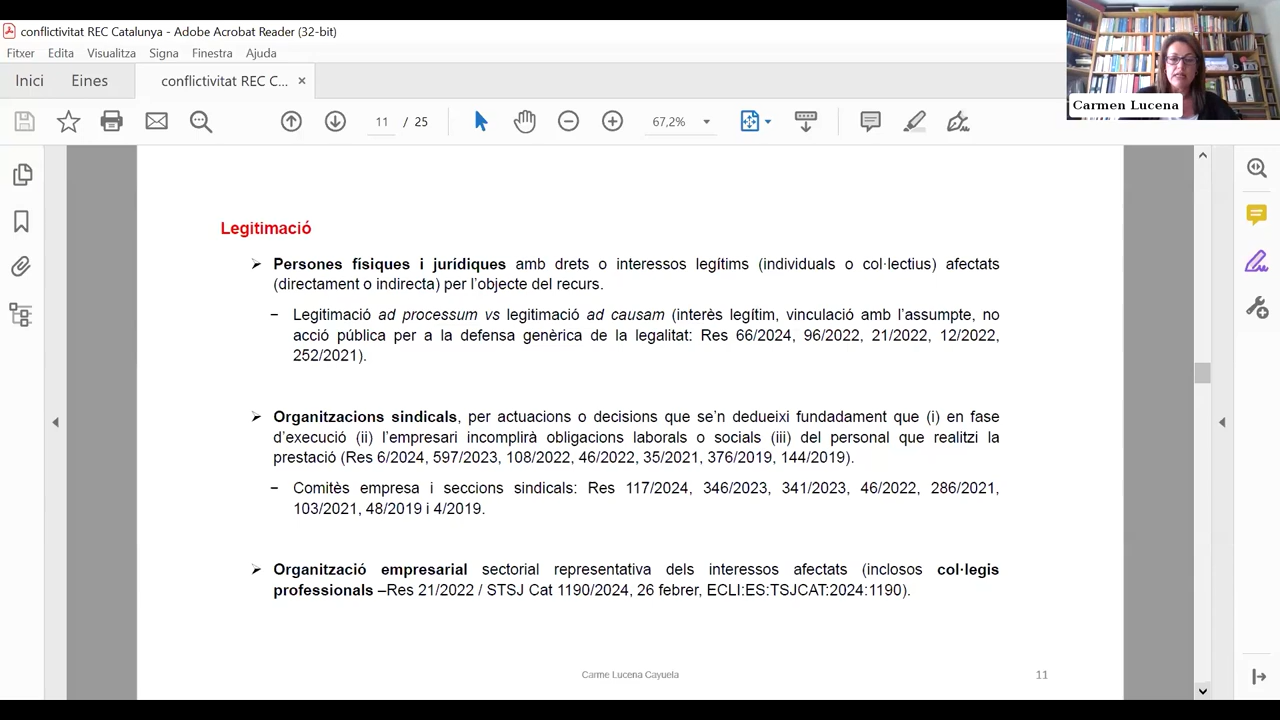 conflictivitat REC Catalunya - Adobe Acrobat Reader (32-bit)
Fitxer Edita Visualitza Signa Finestra Ajuda
Inici Eines conflictivitat REC C... ×
11 / 25 67,2%
Carmen Lucena
Legitimació
➢ Persones físiques i jurídiques amb drets o interessos legítims (individuals o col·lectius) afectats
(directament o indirecta) per l’objecte del recurs.
− Legitimació ad processum vs legitimació ad causam (interès legítim, vinculació amb l’assumpte, no
acció pública per a la defensa genèrica de la legalitat: Res 66/2024, 96/2022, 21/2022, 12/2022,
252/2021).
➢ Organitzacions sindicals, per actuacions o decisions que se’n dedueixi fundadament que (i) en fase
d’execució (ii) l’empresari incomplirà obligacions laborals o socials (iii) del personal que realitzi la
prestació (Res 6/2024, 597/2023, 108/2022, 46/2022, 35/2021, 376/2019, 144/2019).
− Comitès empresa i seccions sindicals: Res 117/2024, 346/2023, 341/2023, 46/2022, 286/2021,
103/2021, 48/2019 i 4/2019.
➢ Organització empresarial sectorial representativa dels interessos afectats (inclosos col·legis
professionals –Res 21/2022 / STSJ Cat 1190/2024, 26 febrer, ECLI:ES:TSJCAT:2024:1190).
Carme Lucena Cayuela 11